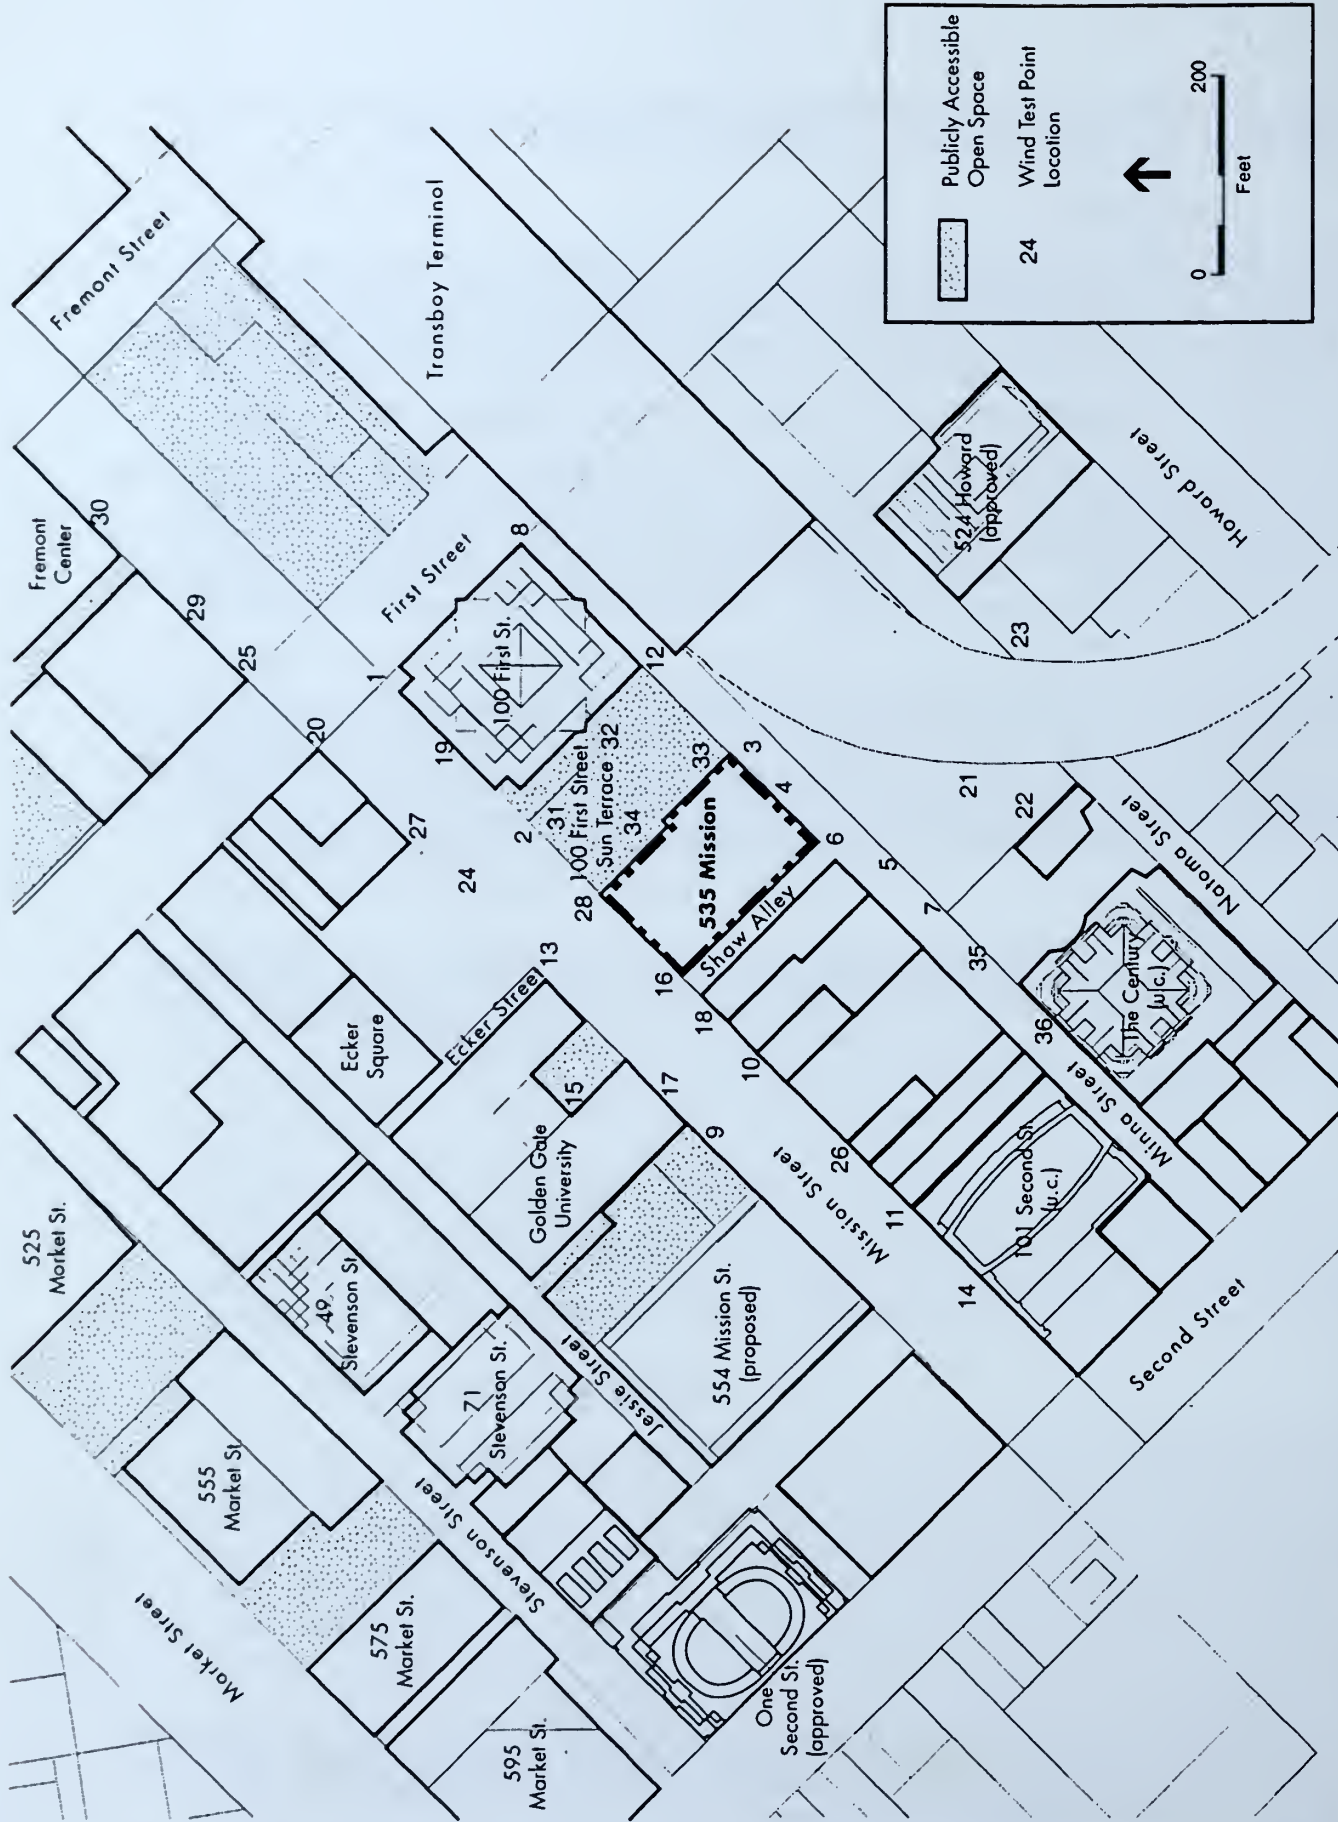 Fremont Street
Transboy Terminal
Publicly Accessible
Open Space
24
Wind Test Point
Location
0
200
Feet
Fremont
Center
30
29
25
First Street
8
1
20
19
100 First St.
12
27
2
31
100 First Street
Sun Terrace
32
33
34
3
4
24
28
535 Mission
6
5
13
16
Shaw Alley
18
Ecker Street
Ecker
Square
15
17
10
7
35
36
21
22
23
524 Howard
(approved)
Howard Street
Natoma Street
The Century
(u.c.)
Minna Street
9
26
11
14
Mission Street
101 Second St.
(u.c.)
Second Street
Golden Gate
University
554 Mission St.
(proposed)
525
Market St.
49
Stevenson St
71
Stevenson St.
Jessie Street
Stevenson Street
555
Market St.
575
Market St.
595
Market St.
Market Street
One
Second St.
(approved)